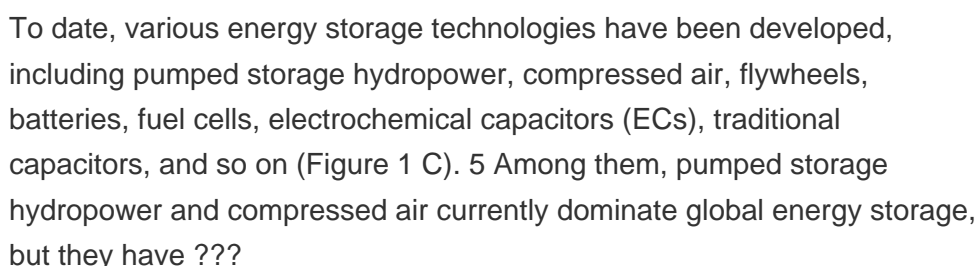 To date, various energy storage technologies have been developed,
including pumped storage hydropower, compressed air, flywheels,
batteries, fuel cells, electrochemical capacitors (ECs), traditional
capacitors, and so on (Figure 1 C). 5 Among them, pumped storage
hydropower and compressed air currently dominate global energy storage,
but they have ???